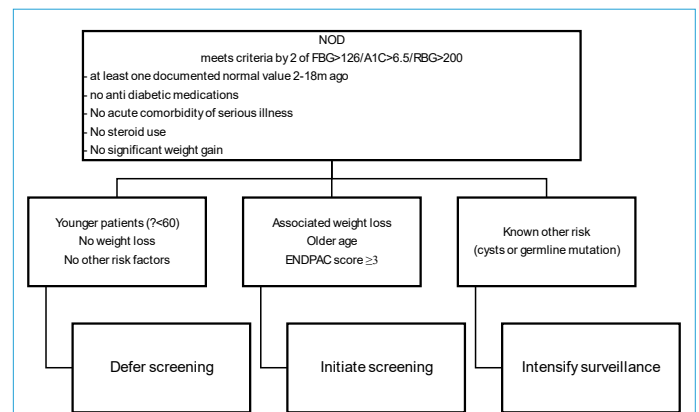 NOD
meets criteria by 2 of FBG>126/A1C>6.5/RBG>200
- at least one documented normal value 2-18m ago
- no anti diabetic medications
- No acute comorbidity of serious illness
- No steroid use
- No significant weight gain
Younger patients (?<60)
No weight loss
No other risk factors
Associated weight loss
Older age
ENDPAC score ≥3
Known other risk
(cysts or germline mutation)
Defer screening
Initiate screening
Intensify surveillance